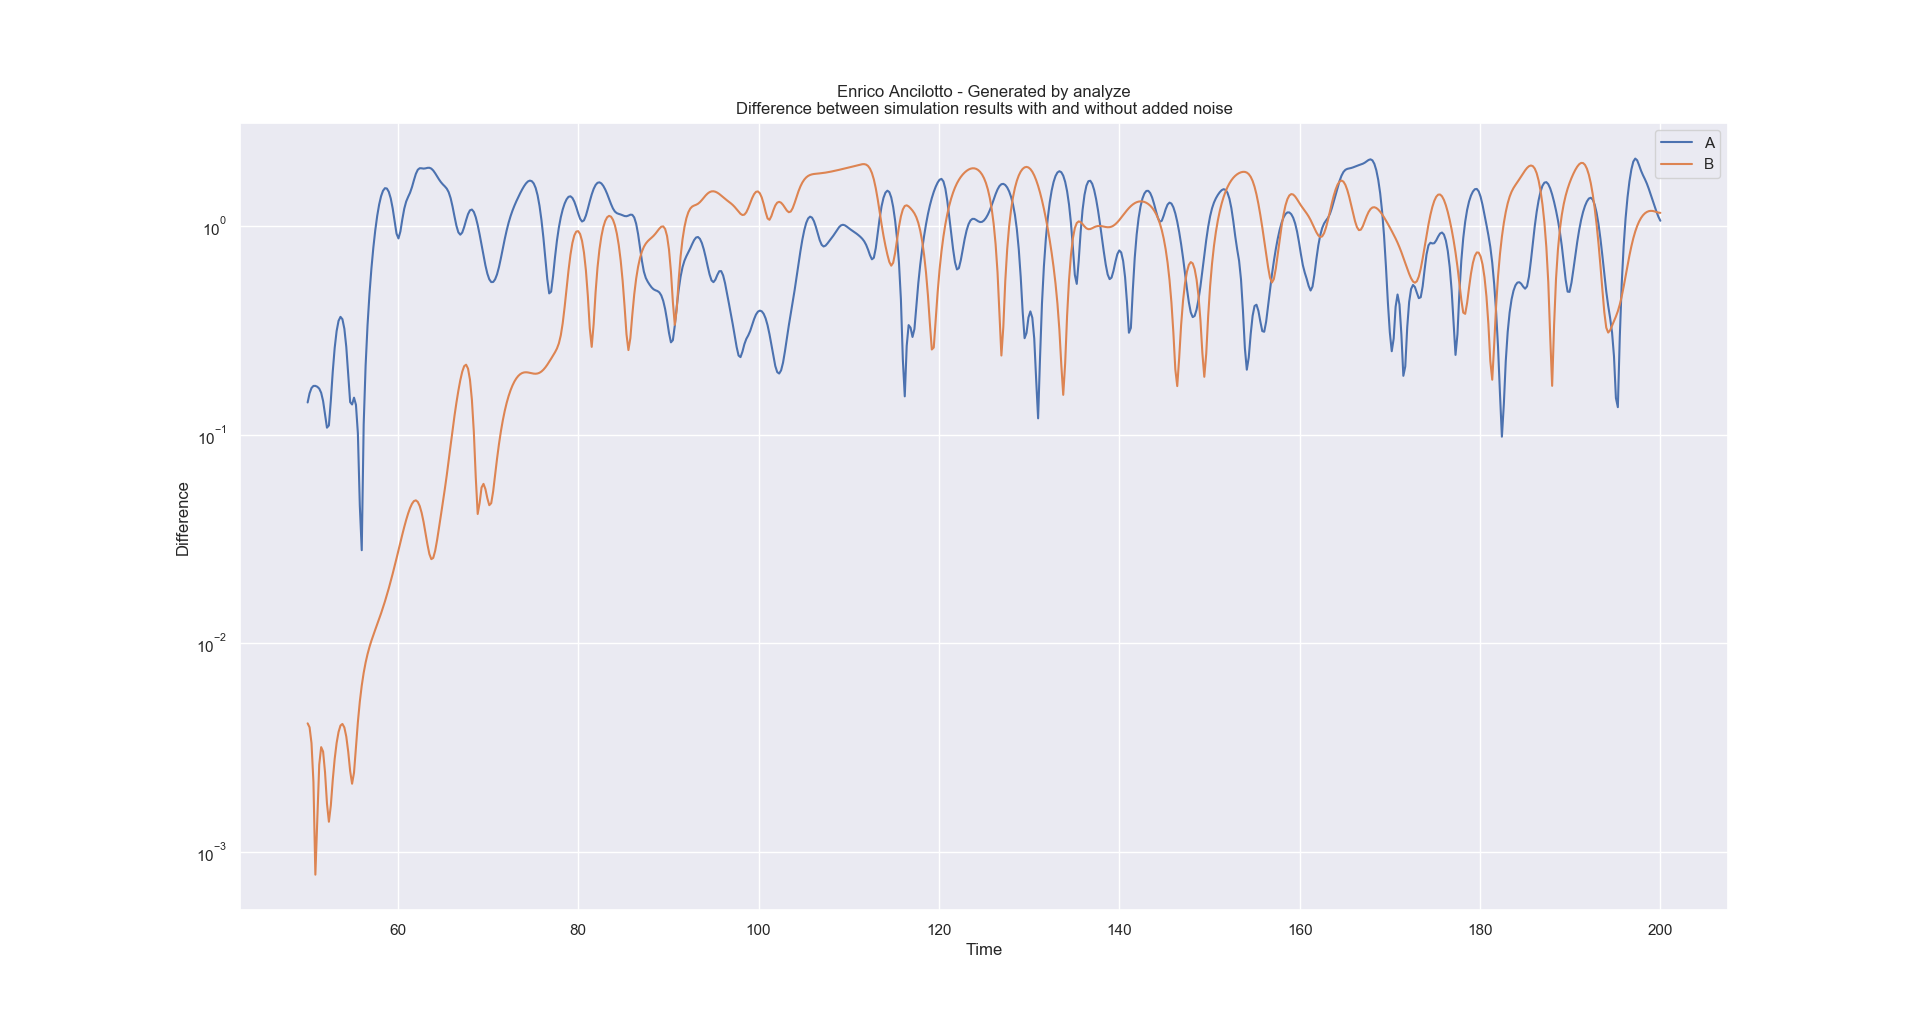 Enrico Ancilotto - Generated by analyze
Difference between simulation results with and without added noise
A
B
10^0
10^−1
10^−2
10^−3
Difference
60 80 100 120 140 160 180 200
Time